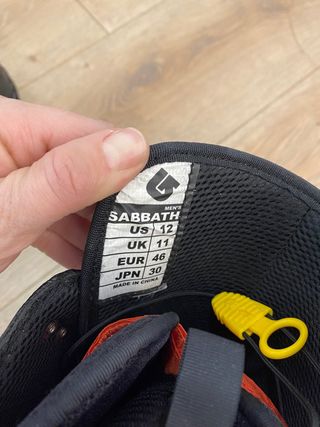 MEN'S
SABBATH
US 12
UK 11
EUR 46
JPN 30
MADE IN CHINA